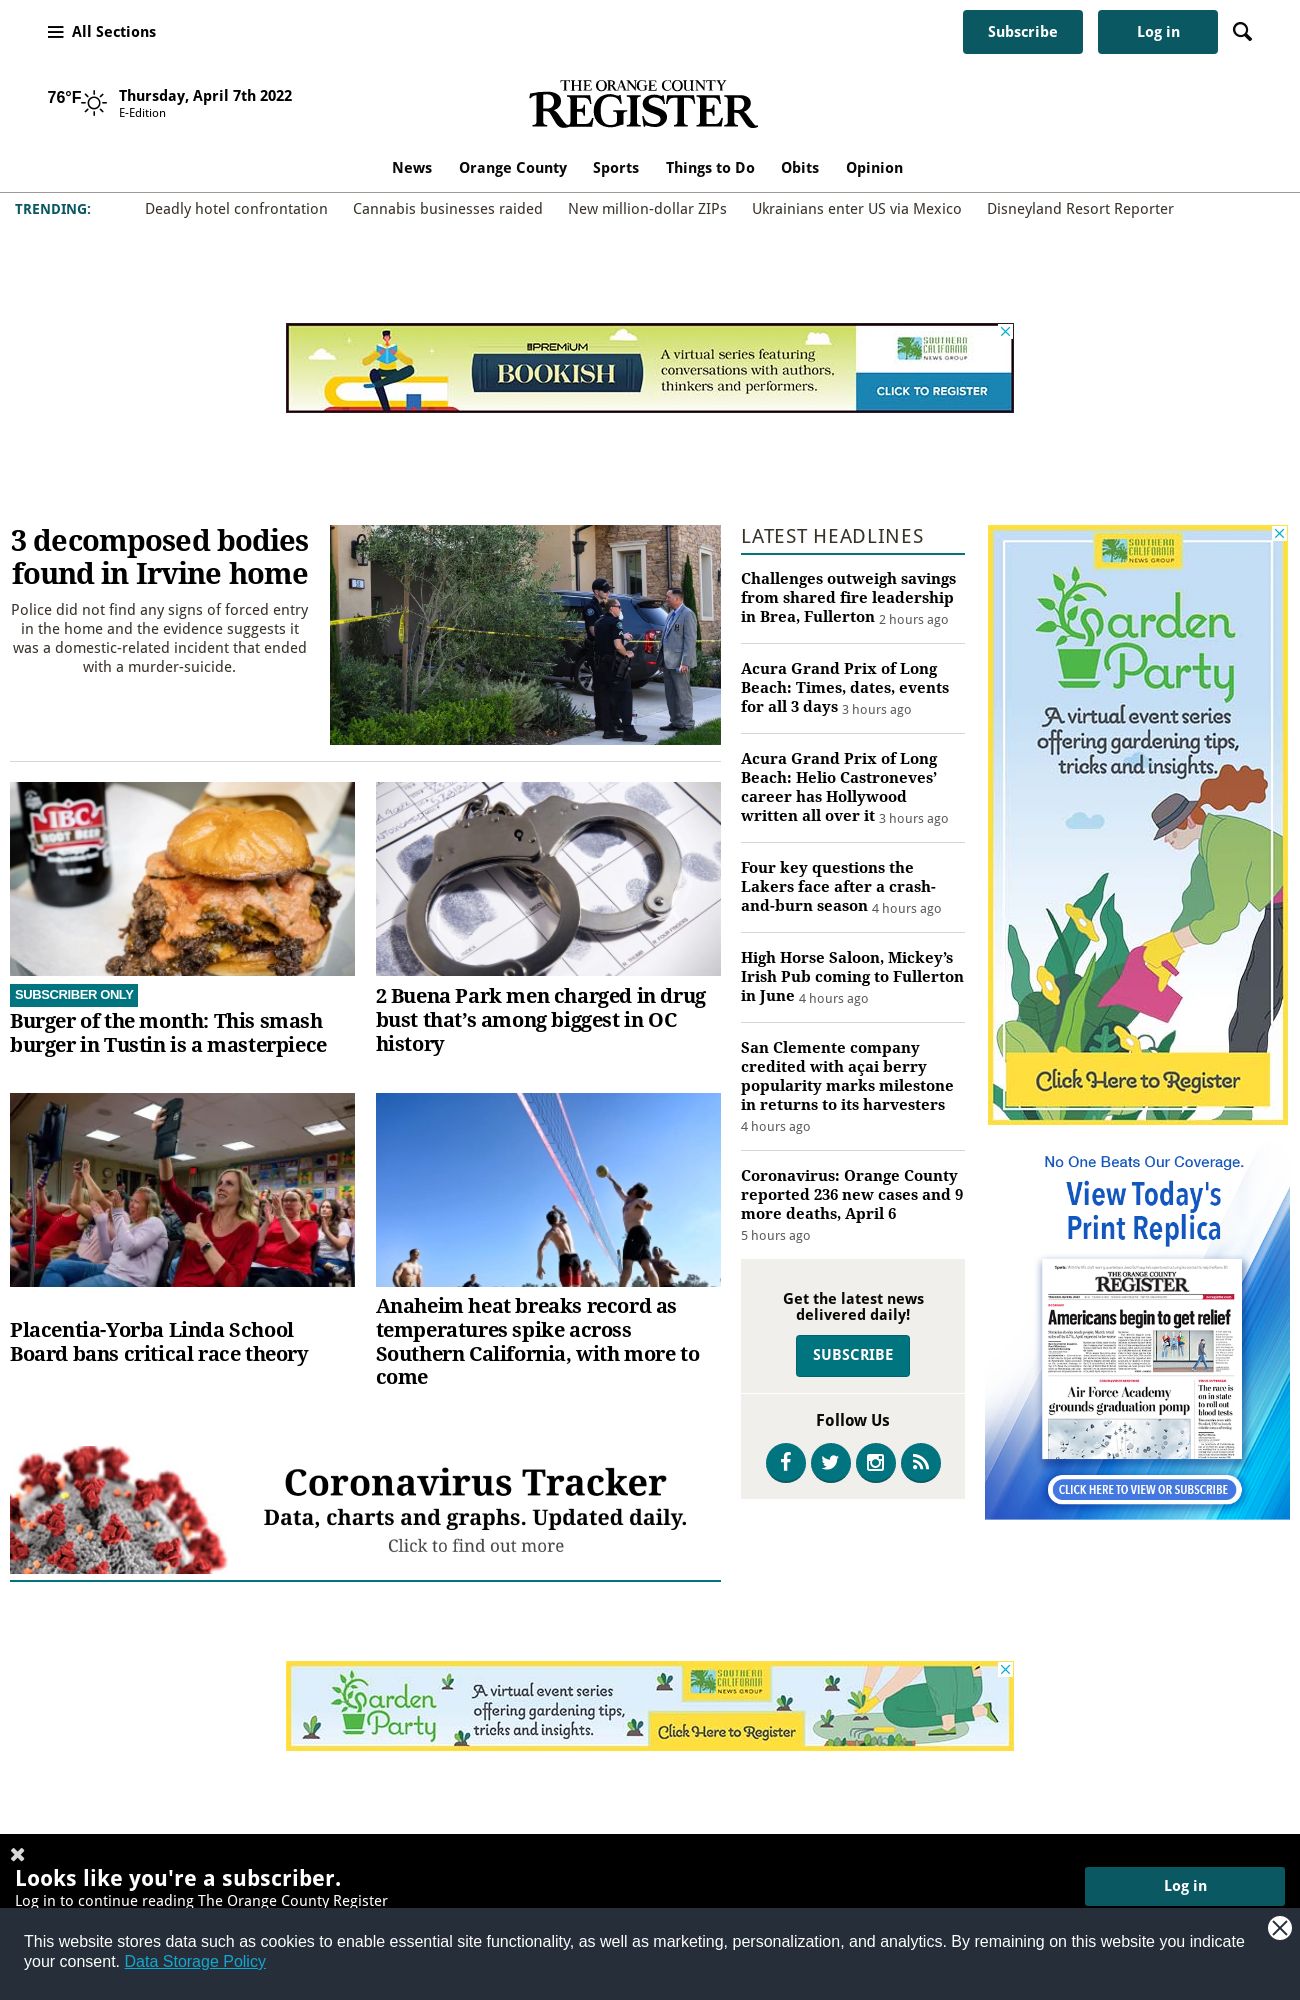 All Sections
Subscribe
Log in
76°F
Thursday, April 7th 2022
E-Edition
THE ORANGE COUNTY
REGISTER
News
Orange County
Sports
Things to Do
Obits
Opinion
TRENDING:
Deadly hotel confrontation
Cannabis businesses raided
New million-dollar ZIPs
Ukrainians enter US via Mexico
Disneyland Resort Reporter
PREMIUM
BOOKISH
A virtual series featuring
conversations with authors,
thinkers and performers.
SOUTHERN
CALIFORNIA
NEWS GROUP
CLICK TO REGISTER
3 decomposed bodies
found in Irvine home
Police did not find any signs of forced entry
in the home and the evidence suggests it
was a domestic-related incident that ended
with a murder-suicide.
IBC
ROOT BEER
SUBSCRIBER ONLY
Burger of the month: This smash
burger in Tustin is a masterpiece
2 Buena Park men charged in drug
bust that’s among biggest in OC
history
Placentia-Yorba Linda School
Board bans critical race theory
Anaheim heat breaks record as
temperatures spike across
Southern California, with more to
come
Coronavirus Tracker
Data, charts and graphs. Updated daily.
Click to find out more
LATEST HEADLINES
Challenges outweigh savings
from shared fire leadership
in Brea, Fullerton 2 hours ago
Acura Grand Prix of Long
Beach: Times, dates, events
for all 3 days 3 hours ago
Acura Grand Prix of Long
Beach: Helio Castroneves’
career has Hollywood
written all over it 3 hours ago
Four key questions the
Lakers face after a crash-
and-burn season 4 hours ago
High Horse Saloon, Mickey’s
Irish Pub coming to Fullerton
in June 4 hours ago
San Clemente company
credited with açai berry
popularity marks milestone
in returns to its harvesters
4 hours ago
Coronavirus: Orange County
reported 236 new cases and 9
more deaths, April 6
5 hours ago
Get the latest news
delivered daily!
SUBSCRIBE
Follow Us
SOUTHERN
CALIFORNIA
NEWS GROUP
Garden
Party
A virtual event series
offering gardening tips,
tricks and insights.
Click Here to Register
No One Beats Our Coverage.
View Today's
Print Replica
THE ORANGE COUNTY
REGISTER
Americans begin to get relief
Air Force Academy
grounds graduation pomp
The race is
on in state
to roll out
blood tests
CLICK HERE TO VIEW OR SUBSCRIBE
Garden
Party
A virtual event series
offering gardening tips,
tricks and insights.
SOUTHERN
CALIFORNIA
NEWS GROUP
Click Here to Register
Looks like you're a subscriber.
Log in to continue reading The Orange County Register
Log in
This website stores data such as cookies to enable essential site functionality, as well as marketing, personalization, and analytics. By remaining on this website you indicate
your consent. Data Storage Policy